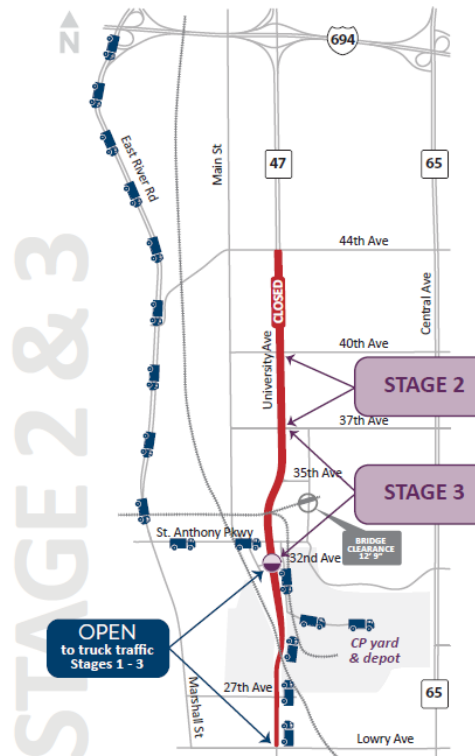 N
694
East River Rd
Main St
47
65
44th Ave
CLOSED
University Ave
Central Ave
40th Ave
STAGE 2
37th Ave
35th Ave
STAGE 3
St. Anthony Pkwy
32nd Ave
BRIDGE
CLEARANCE
12' 9"
OPEN
to truck traffic
Stages 1 - 3
CP yard
& depot
27th Ave
Marshall St
65
Lowry Ave
STAGE 2 & 3